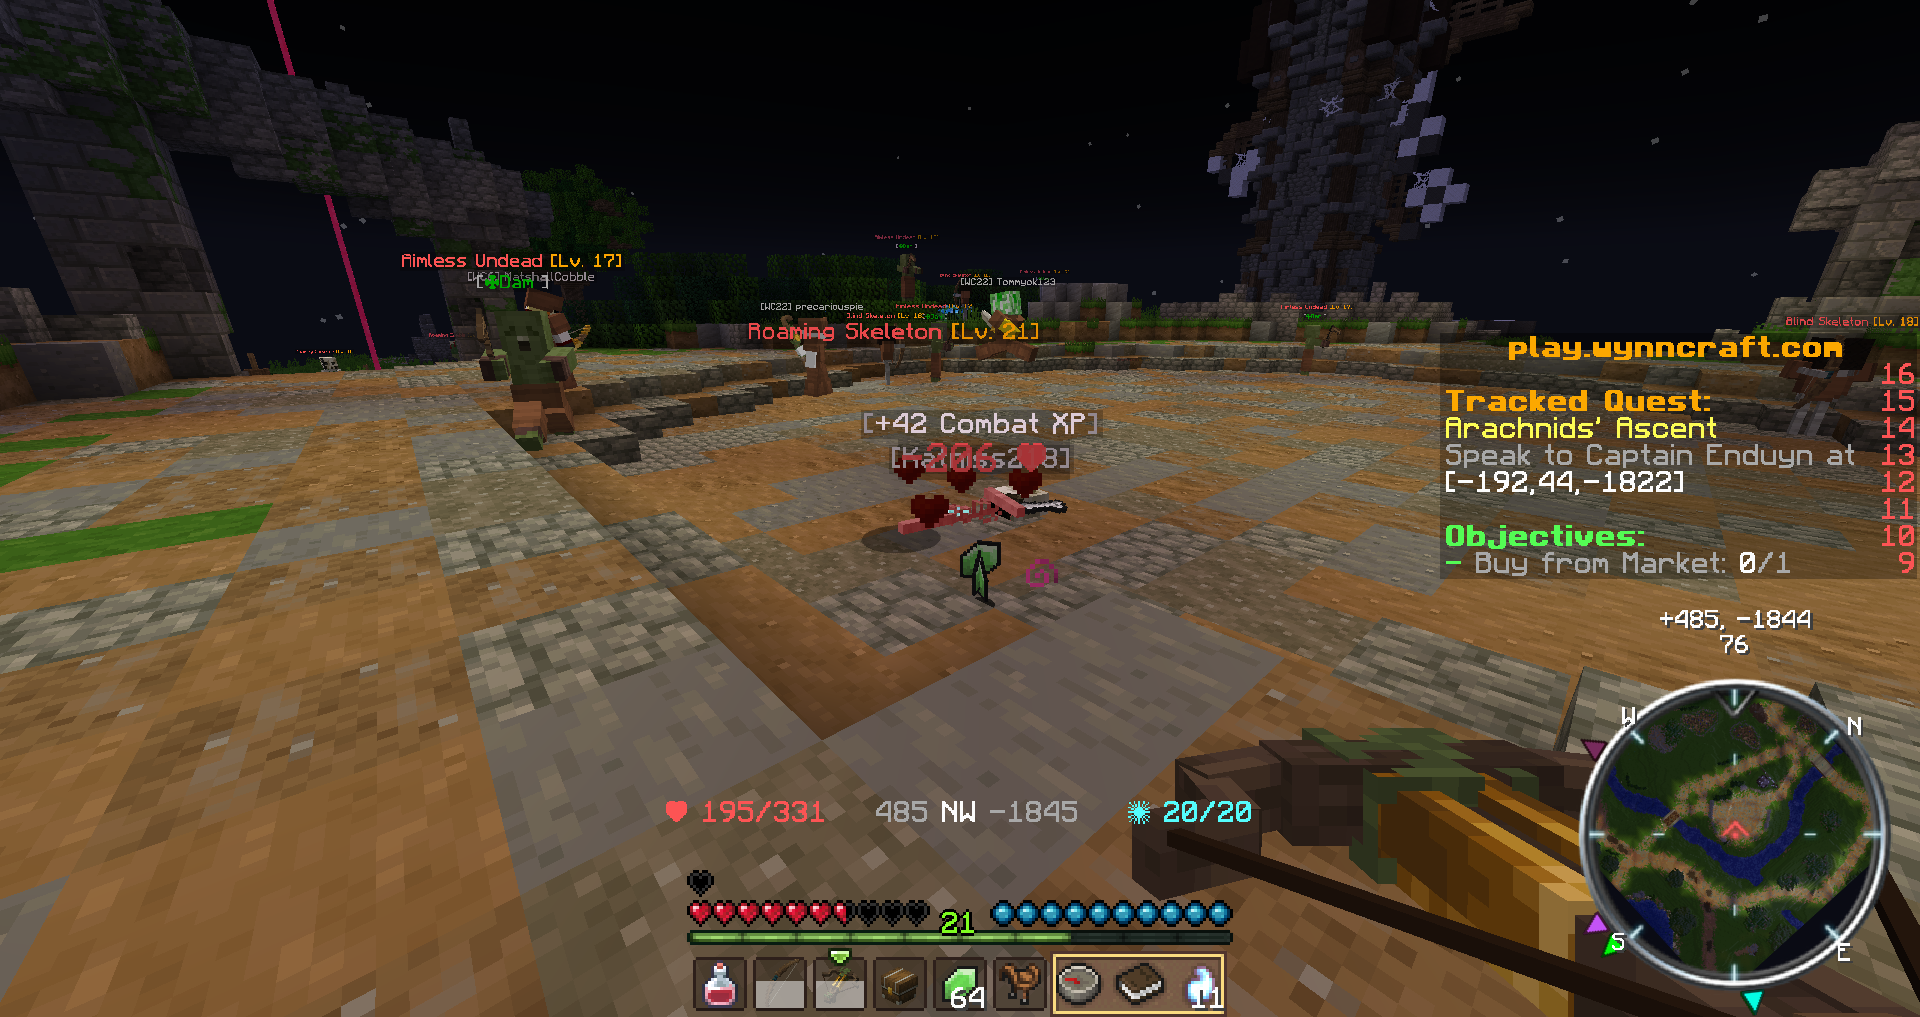 Aimless Undead [Lv. 17]
[WC22] Tommyok123
[WC22] precariouspie
Roaming Skeleton [Lv. 21]
Blind Skeleton [Lv. 18]
[+42 Combat XP]
-206
play.wynncraft.com
16
Tracked Quest: 15
Arachnids' Ascent 14
Speak to Captain Enduyn at 13
[-192,44,-1822] 12
11
Objectives: 10
- Buy from Market: 0/1 9
+485, -1844
76
W
N
S
E
195/331 485 NW -1845 20/20
21
64
11